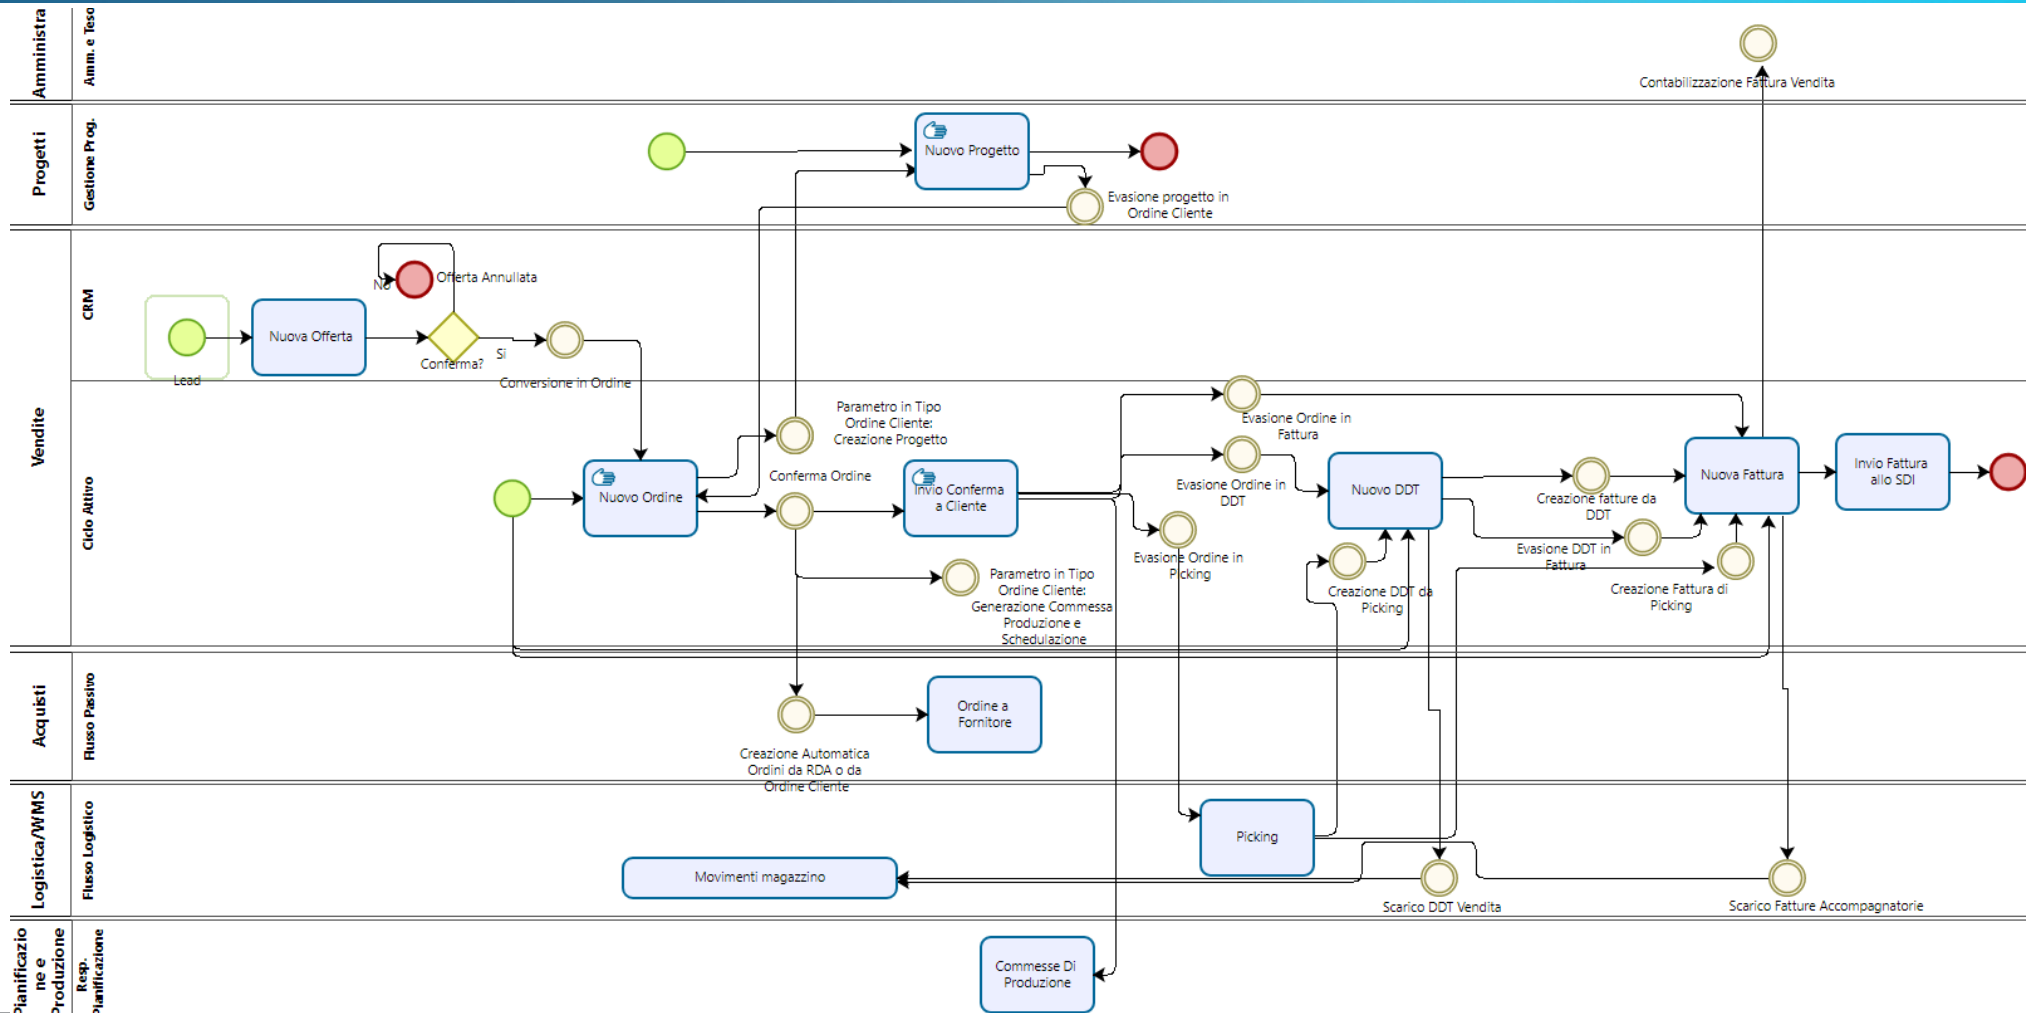 Amministra
Amm. e Teso
Contabilizzazione Fattura Vendita
Progetti
Gestione Prog.
Nuovo Progetto
Evasione progetto in
Ordine Cliente
Vendite
CRM
No
Offerta Annullata
Lead
Nuova Offerta
Conferma?
Si
Conversione in Ordine
Ciclo Attivo
Nuovo Ordine
Parametro in Tipo
Ordine Cliente:
Creazione Progetto
Conferma Ordine
Invio Conferma
a Cliente
Parametro in Tipo
Ordine Cliente:
Generazione Commessa
Produzione e
Schedulazione
Evasione Ordine in
Fattura
Evasione Ordine in
DDT
Evasione Ordine in
Picking
Nuovo DDT
Creazione DDT da
Picking
Creazione fatture da
DDT
Evasione DDT in
Fattura
Creazione Fattura di
Picking
Nuova Fattura
Invio Fattura
allo SDI
Acquisti
Flusso Passivo
Creazione Automatica
Ordini da RDA o da
Ordine Cliente
Ordine a
Fornitore
Logistica/WMS
Flusso Logistico
Movimenti magazzino
Picking
Scarico DDT Vendita
Scarico Fatture Accompagnatorie
Pianificazio
ne e
Produzione
Resp.
Pianificazione
Commesse Di
Produzione